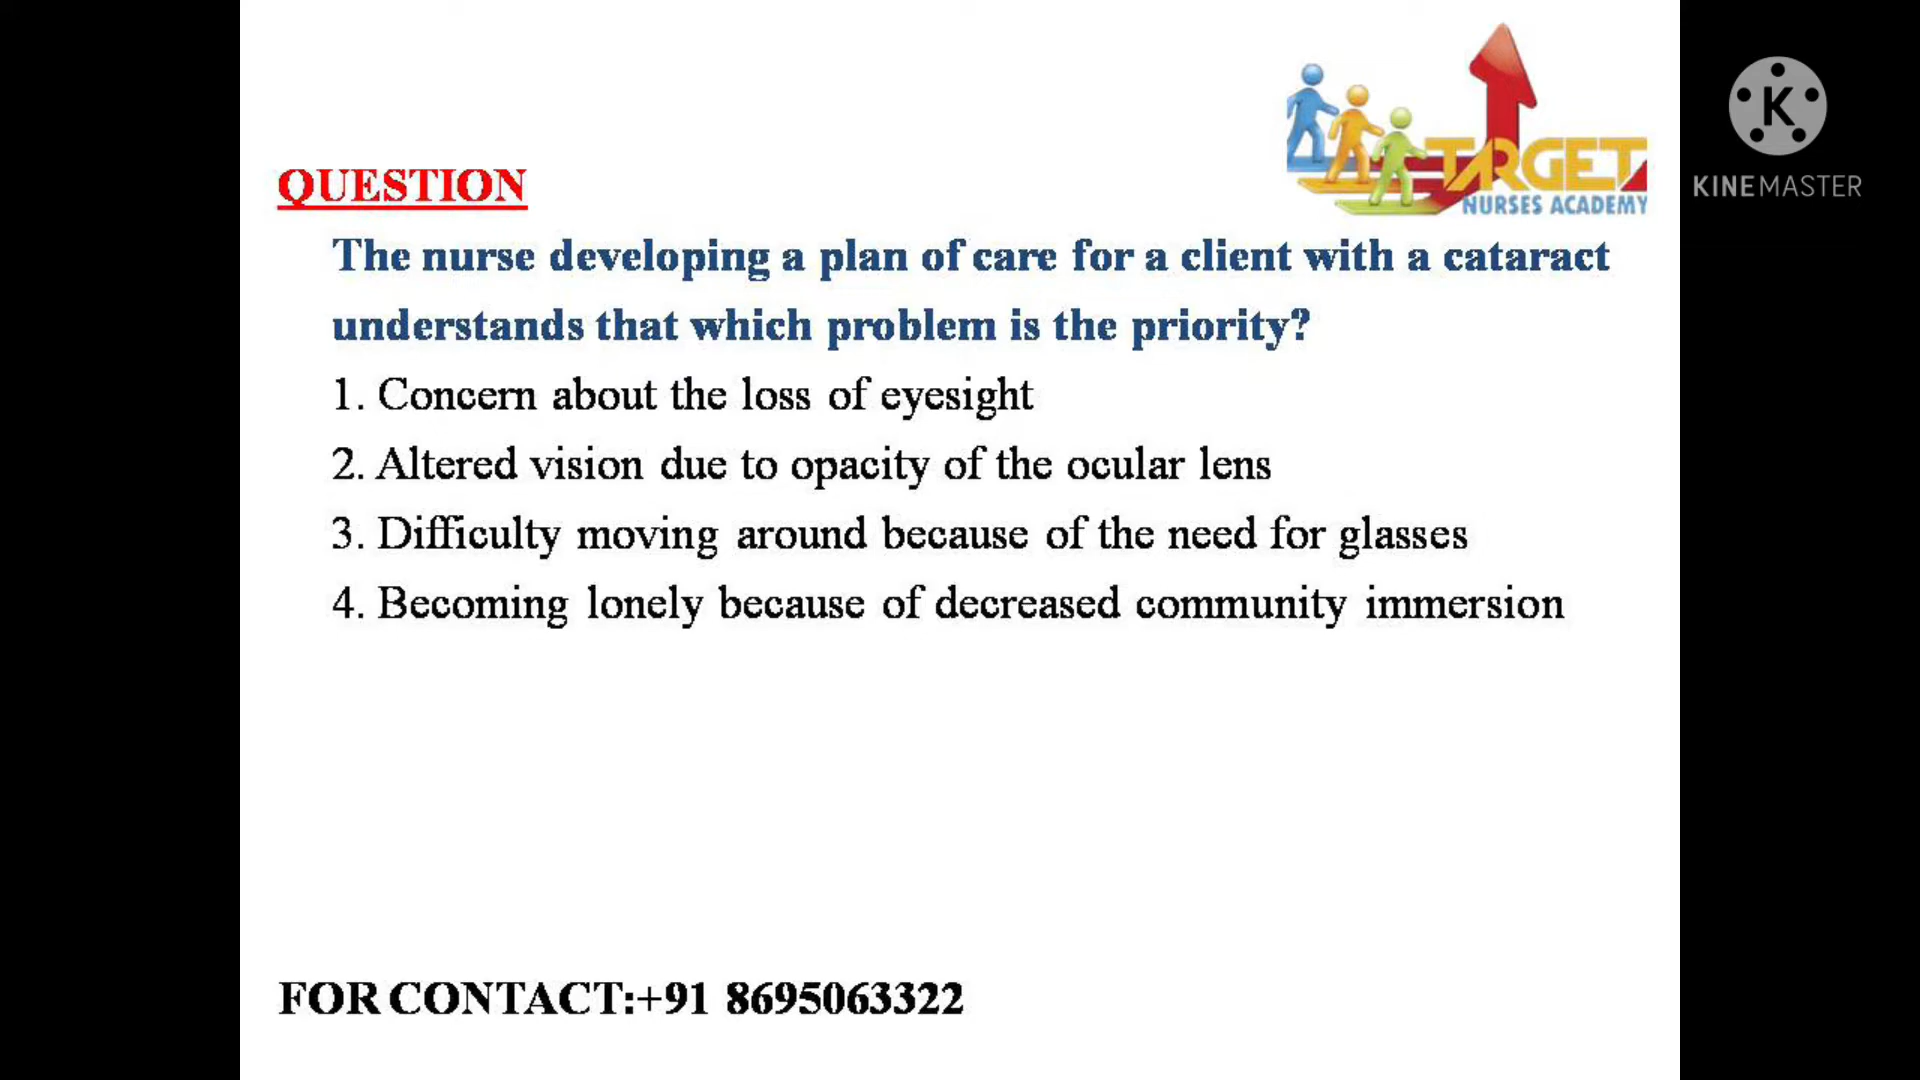 TARGET
NURSES ACADEMY
K
KINEMASTER
QUESTION
The nurse developing a plan of care for a client with a cataract
understands that which problem is the priority?
1. Concern about the loss of eyesight
2. Altered vision due to opacity of the ocular lens
3. Difficulty moving around because of the need for glasses
4. Becoming lonely because of decreased community immersion
FOR CONTACT:+91 8695063322